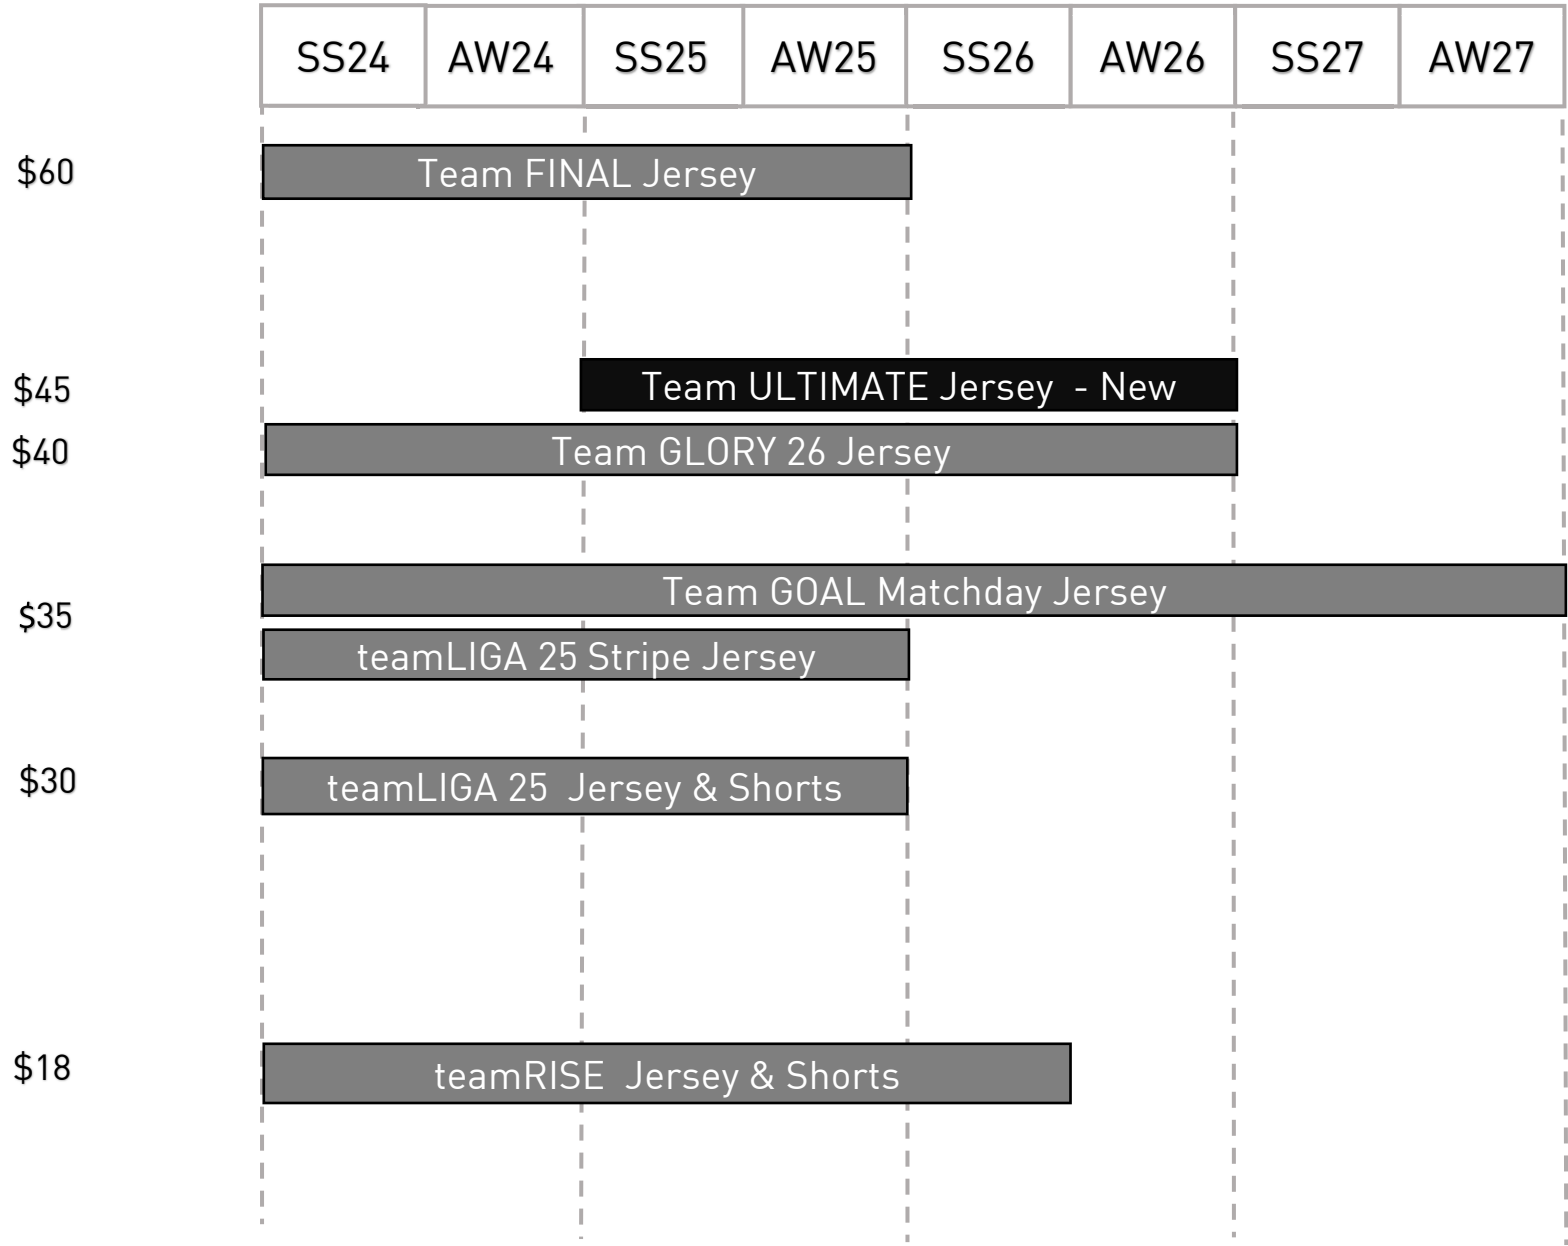 SS24 AW24 SS25 AW25 SS26 AW26 SS27 AW27
$60 Team FINAL Jersey
$45 Team ULTIMATE Jersey - New
$40 Team GLORY 26 Jersey
Team GOAL Matchday Jersey
$35
teamLIGA 25 Stripe Jersey
$30 teamLIGA 25 Jersey & Shorts
$18 teamRISE Jersey & Shorts